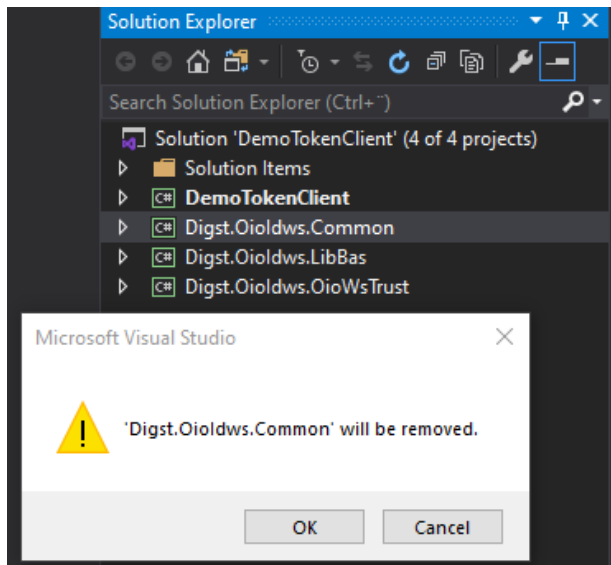 Solution Explorer
Search Solution Explorer (Ctrl+¨)
Solution 'DemoTokenClient' (4 of 4 projects)
Solution Items
C# DemoTokenClient
C# Digst.OioIdws.Common
C# Digst.OioIdws.LibBas
C# Digst.OioIdws.OioWsTrust
Microsoft Visual Studio
'Digst.OioIdws.Common' will be removed.
OK Cancel